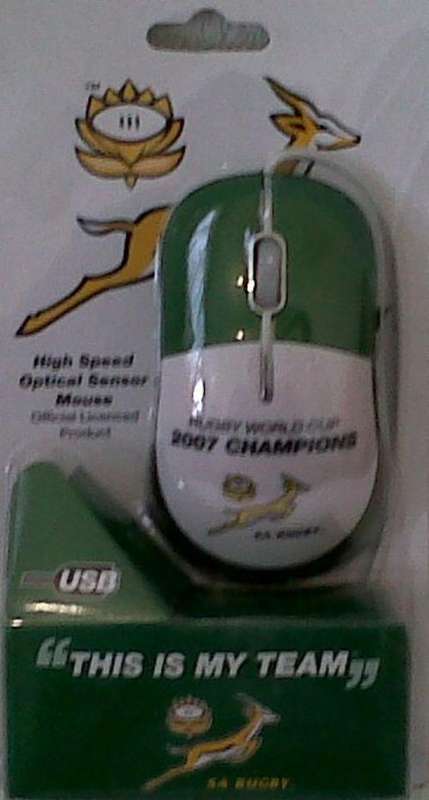 TM
High Speed
Optical Sensor
Mouse
Official Licensed
Product
RUGBY WORLD CUP
2007 CHAMPIONS
SA RUGBY
USB
“THIS IS MY TEAM”
SA RUGBY